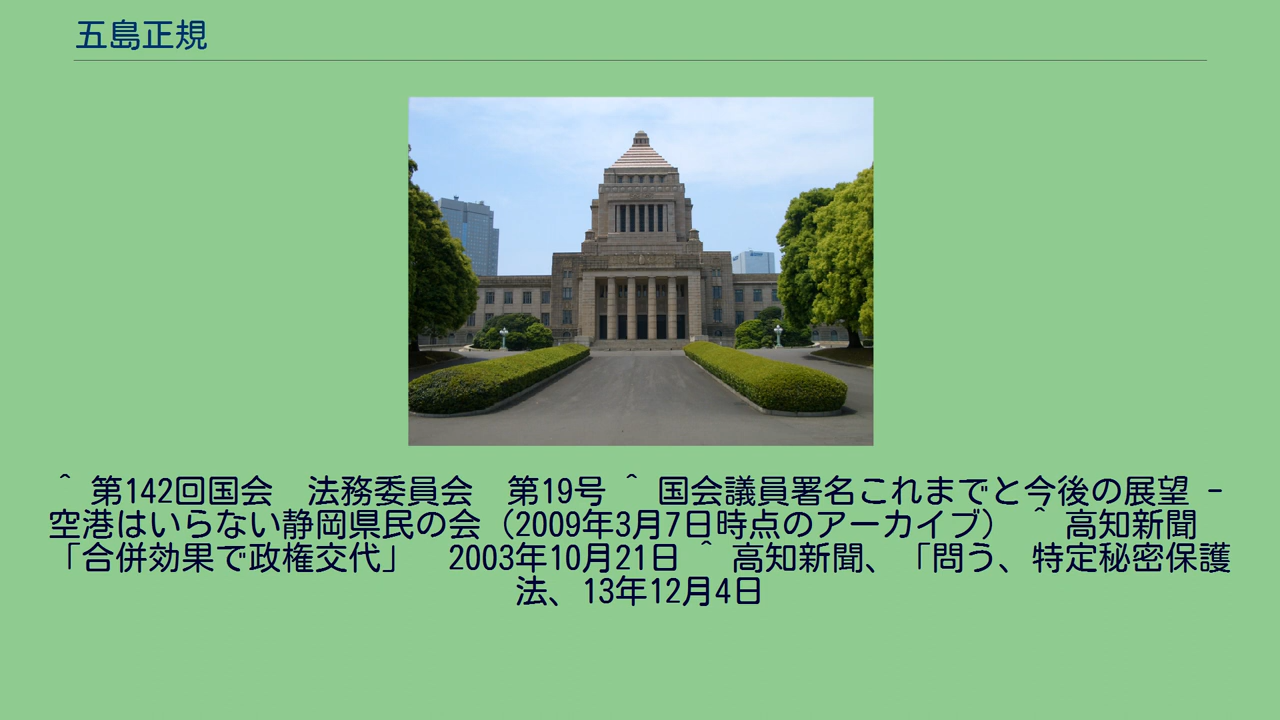 五島正規
^ 第142回国会　法務委員会　第19号 ^ 国会議員署名これまでと今後の展望 -
空港はいらない静岡県民の会（2009年3月7日時点のアーカイブ） ^ 高知新聞
「合併効果で政権交代」　2003年10月21日 ^ 高知新聞、「問う、特定秘密保護
法、13年12月4日